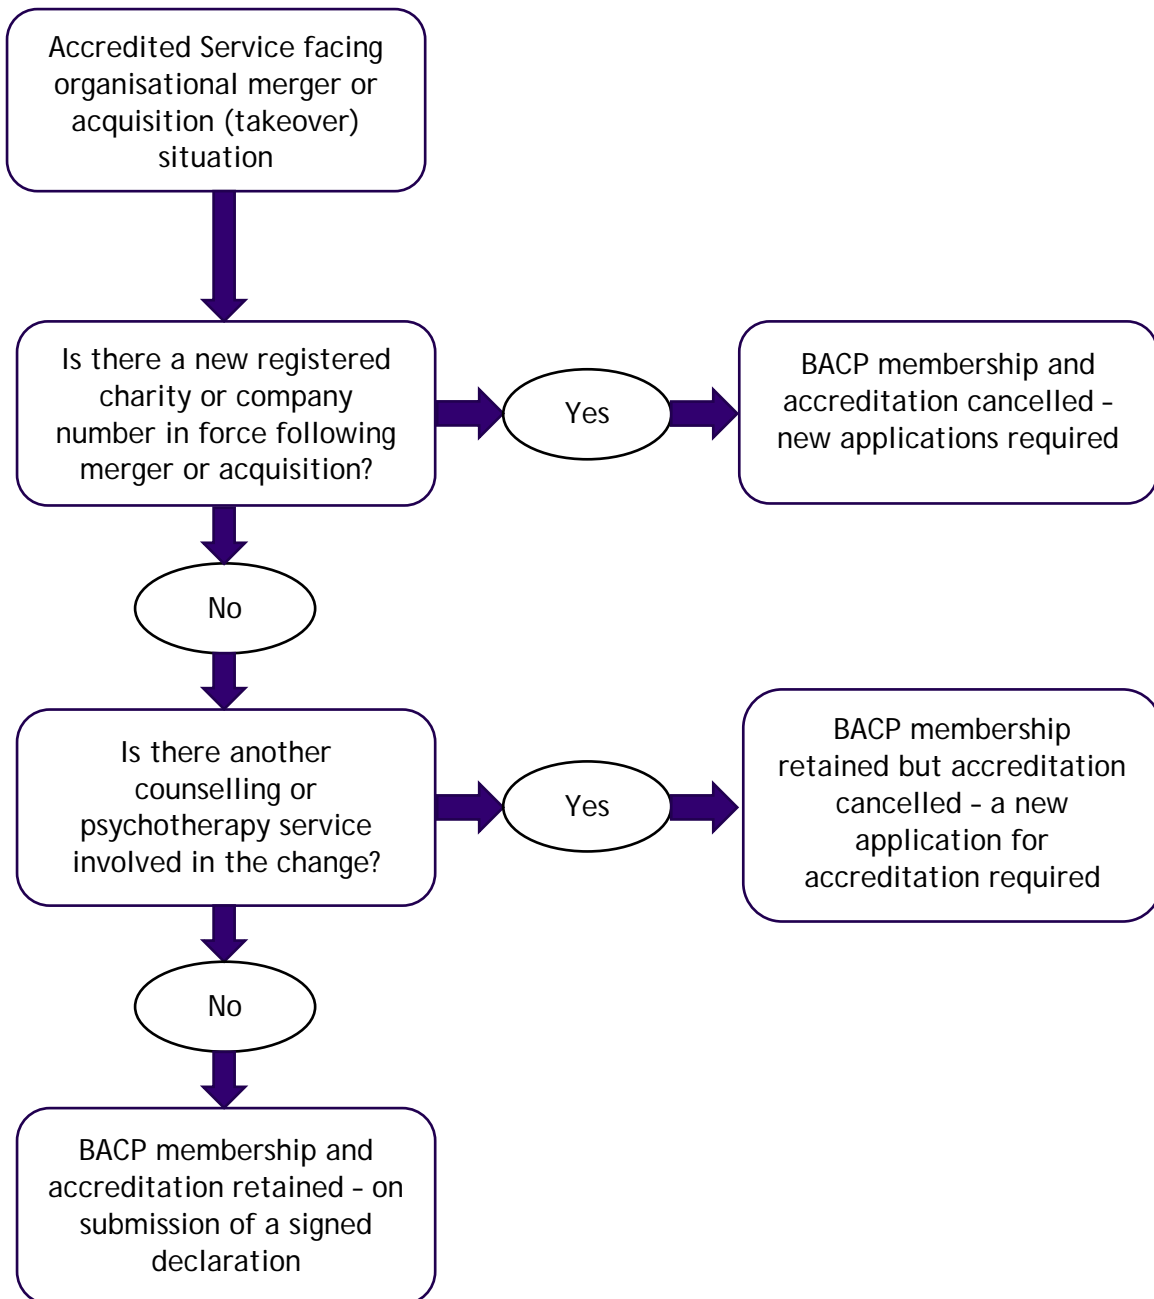 Accredited Service facing
organisational merger or
acquisition (takeover)
situation
Is there a new registered
charity or company
number in force following
merger or acquisition?
Yes
BACP membership and
accreditation cancelled –
new applications required
No
Is there another
counselling or
psychotherapy service
involved in the change?
Yes
BACP membership
retained but accreditation
cancelled – a new
application for
accreditation required
No
BACP membership and
accreditation retained – on
submission of a signed
declaration